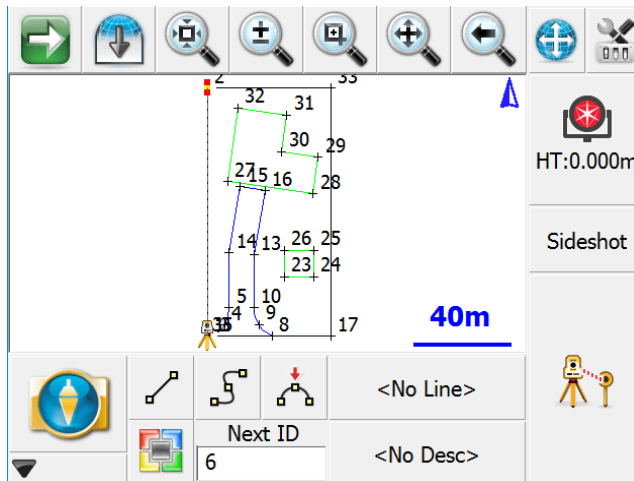 2 33
32 31
30 29
27 15 16 28
14 13 26 25
23 24
5 10
4 9
8 17
40m
HT:0.000m
Sideshot
<No Line>
Next ID
6
<No Desc>